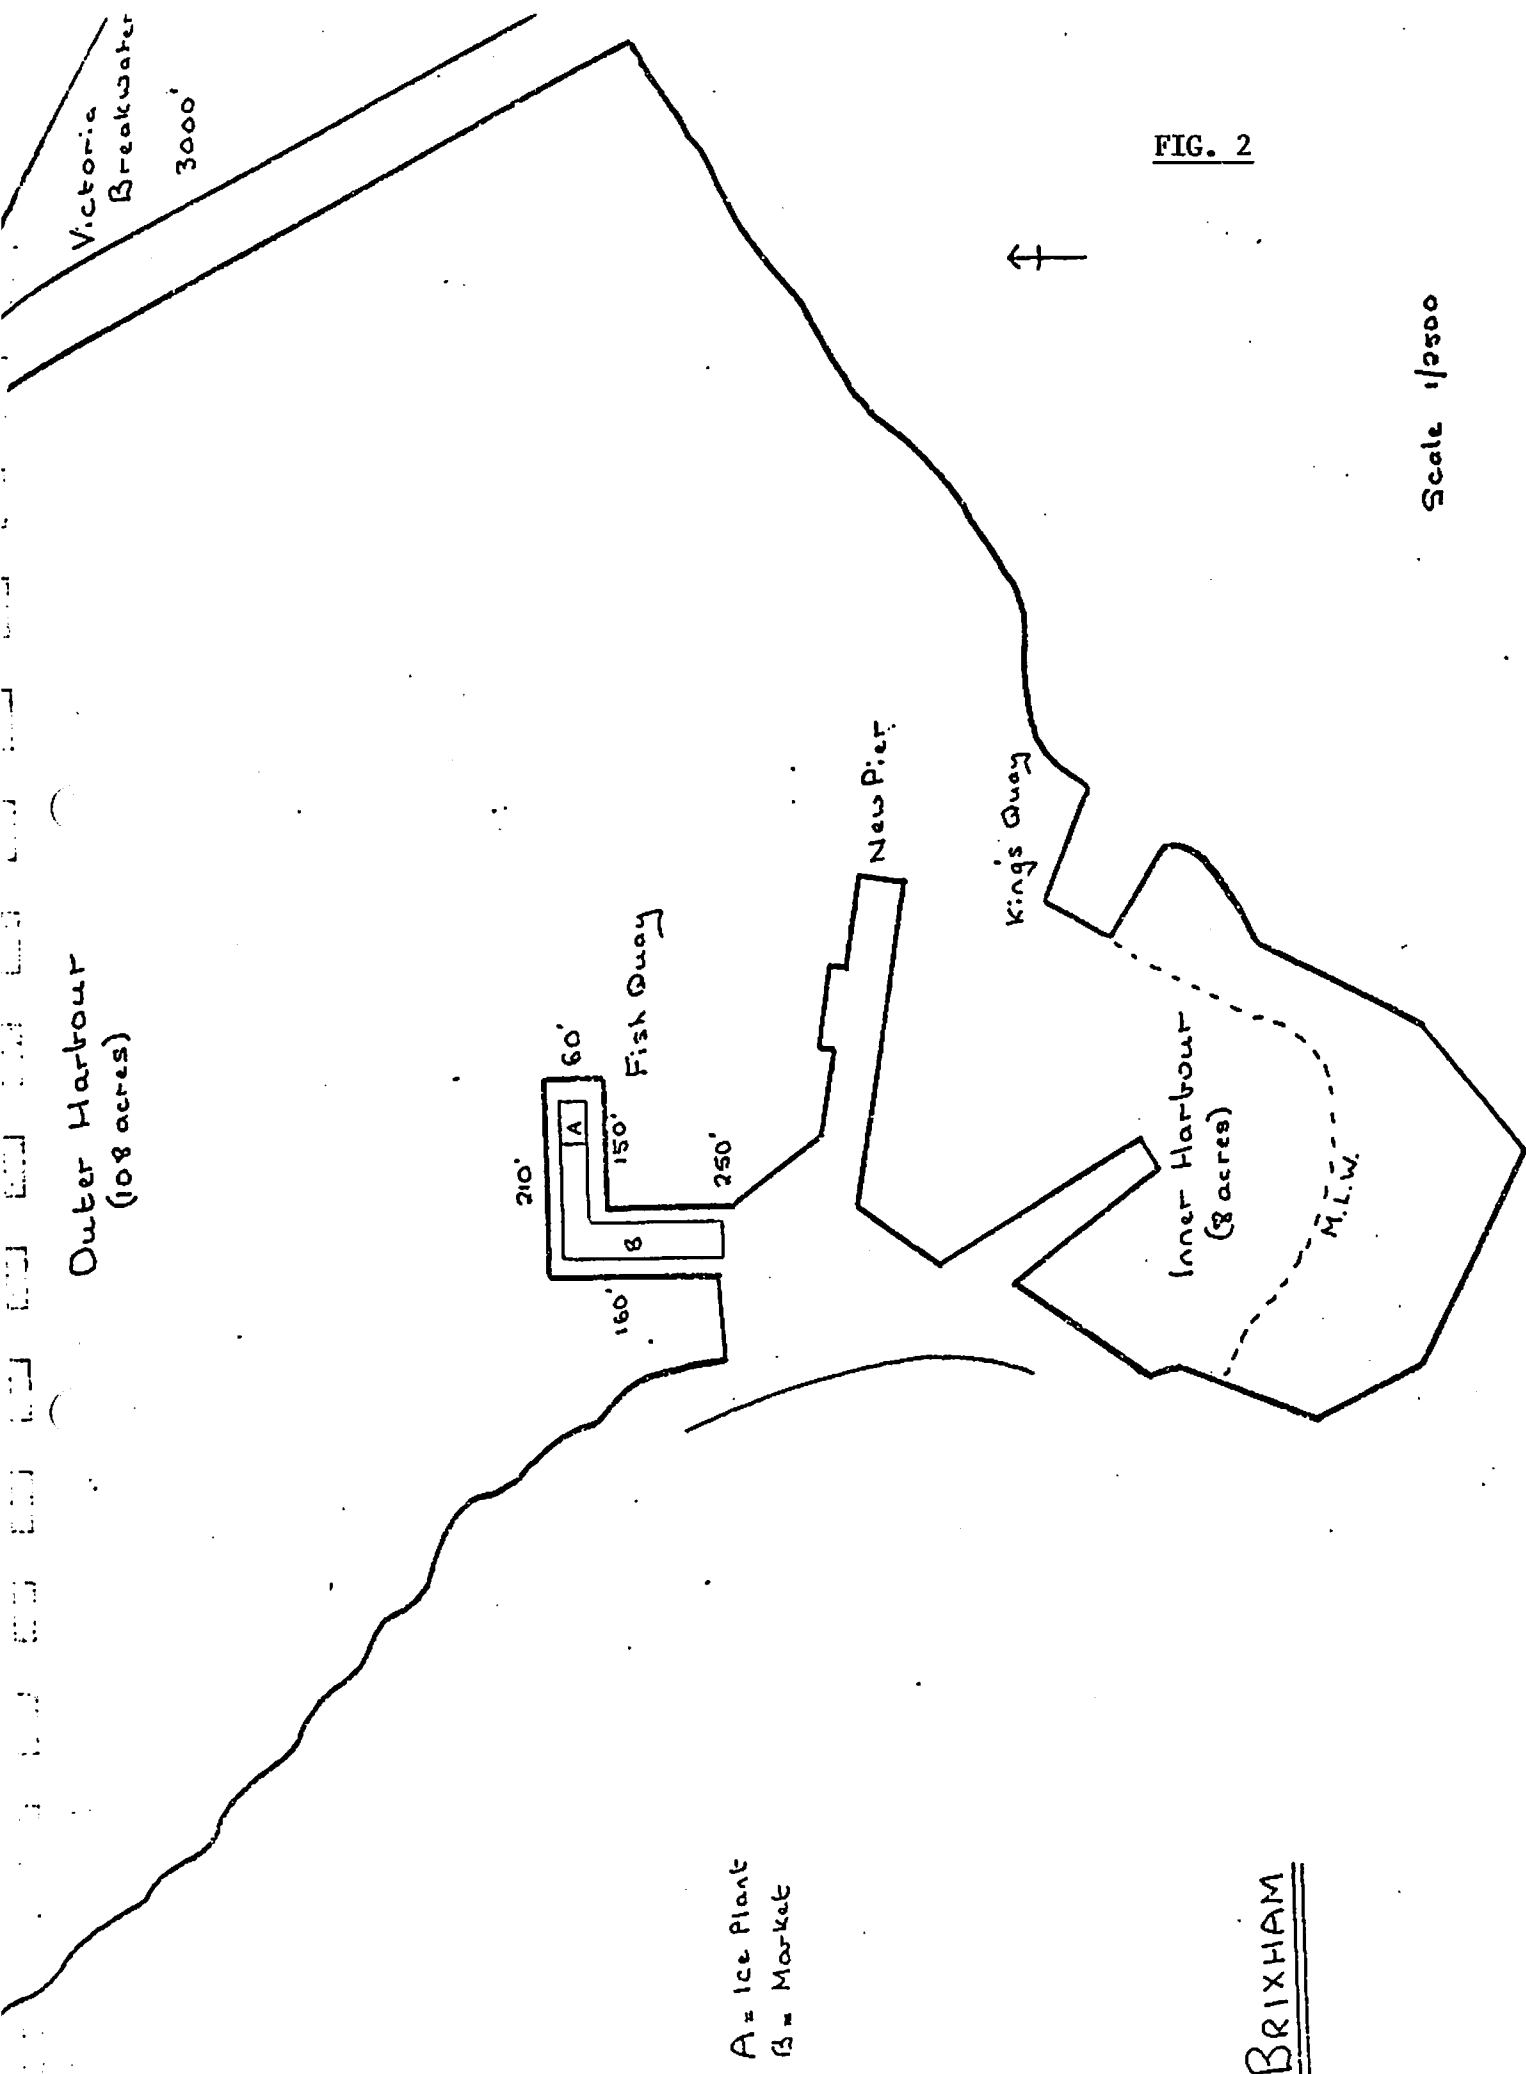 FIG. 2
Victoria
Breakwater
3000'
Outer Harbour
(108 acres)
210'
60'
A
150'
B
160'
250'
Fish Quay
New Pier
King's Quay
Inner Harbour
(8 acres)
M.L.W.
A = Ice Plant
B = Market
BRIXHAM
Scale 1/2500